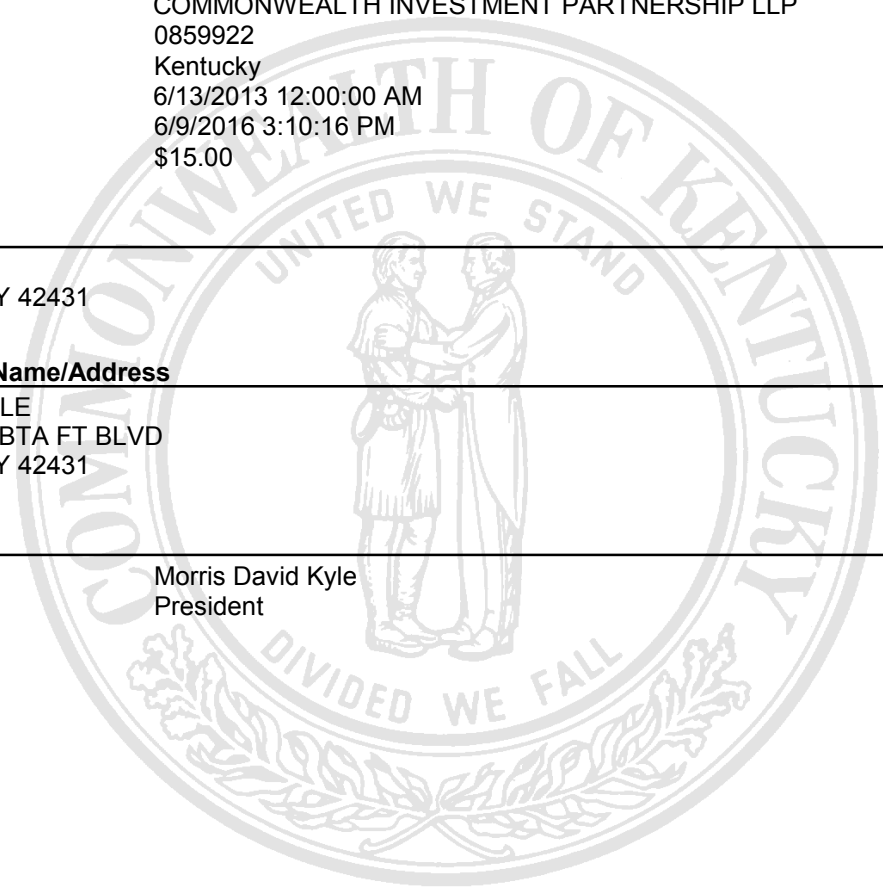 COMMONWEALTH INVESTMENT PARTNERSHIP LLP
0859922
Kentucky
6/13/2013 12:00:00 AM
6/9/2016 3:10:16 PM
$15.00
COMMONWEALTH OF KENTUCKY
UNITED WE STAND
Y 42431
Name/Address
LE
BTA FT BLVD
Y 42431
Morris David Kyle
President
DIVIDED WE FALL